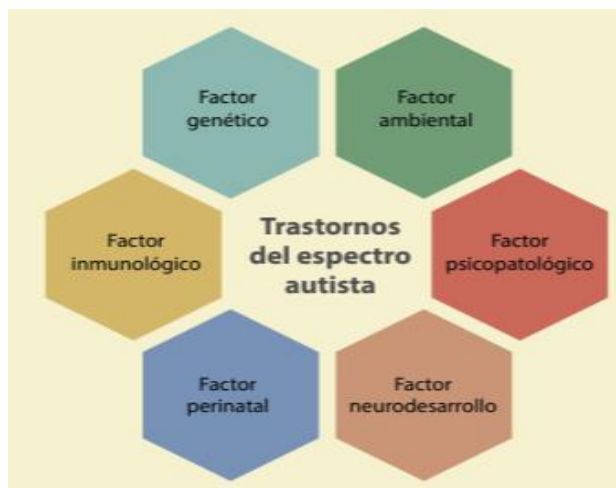 Factor
genético
Factor
ambiental
Factor
inmunológico
Trastornos
del espectro
autista
Factor
psicopatológico
Factor
perinatal
Factor
neurodesarrollo